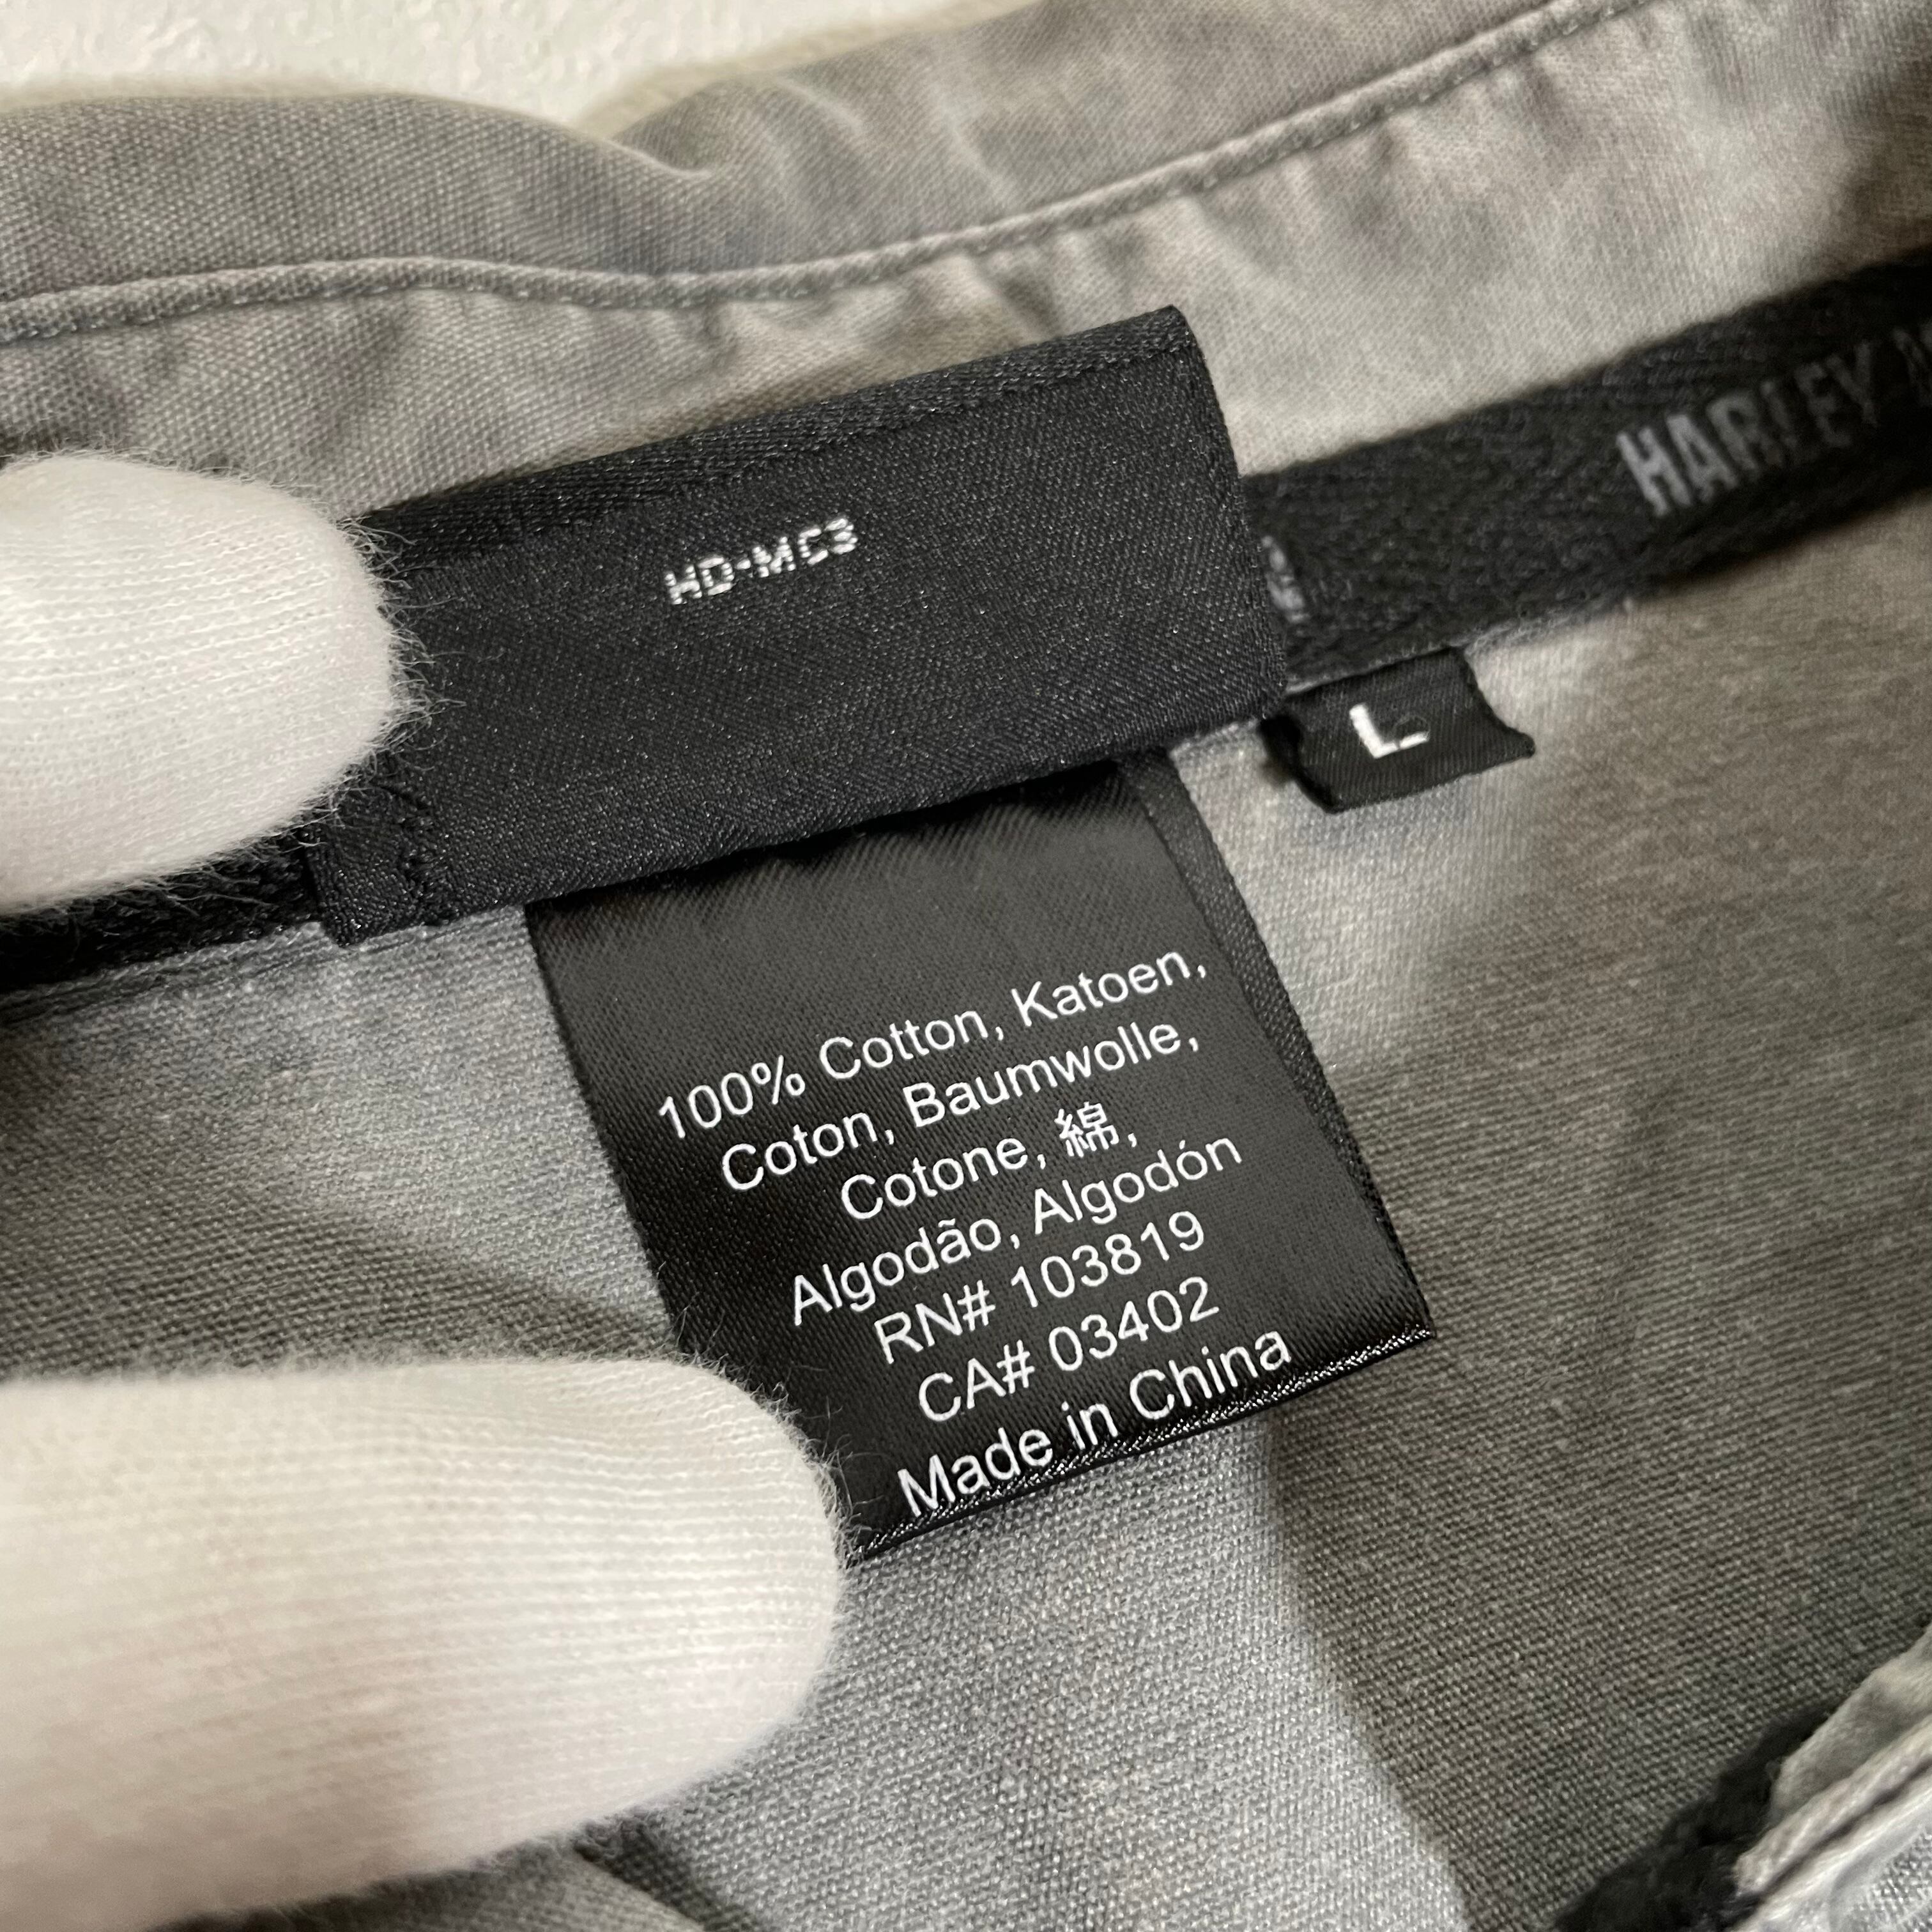 HARLEY
HD-MC3
L
100% Cotton, Katoen,
Coton, Baumwolle,
Cotone, 綿,
Algodão, Algodón
RN# 103819
CA# 03402
Made in China